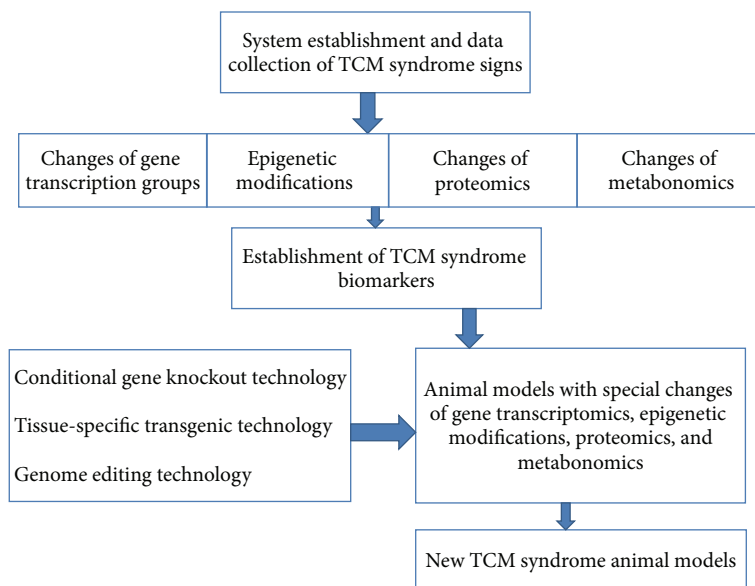 System establishment and data
collection of TCM syndrome signs
Changes of gene
transcription groups
Epigenetic
modifications
Changes of
proteomics
Changes of
metabonomics
Establishment of TCM syndrome
biomarkers
Conditional gene knockout technology
Tissue-specific transgenic technology
Genome editing technology
Animal models with special changes
of gene transcriptomics, epigenetic
modifications, proteomics, and
metabonomics
New TCM syndrome animal models